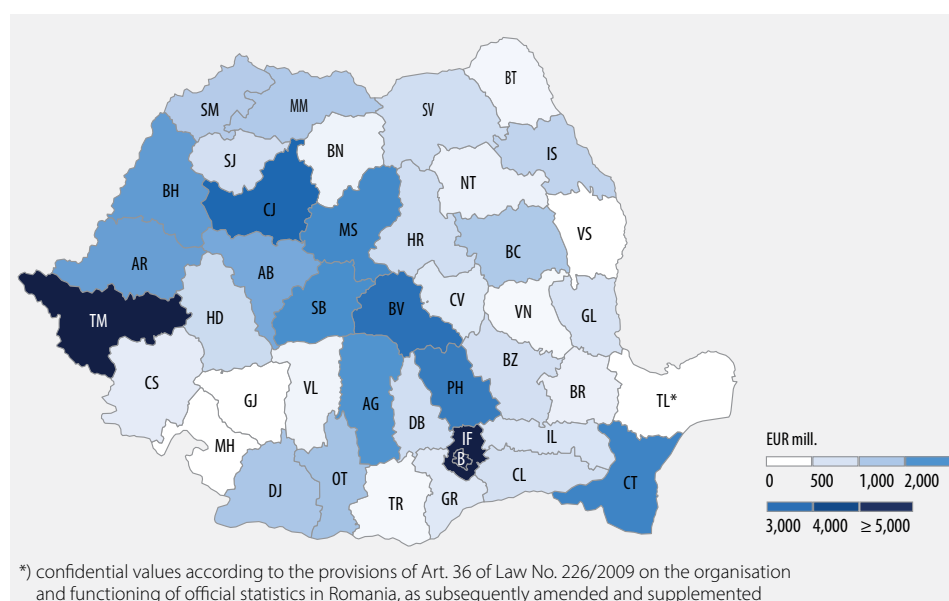 BT
SM
MM
SV
IS
SJ
BN
NT
BH
CJ
MS
HR
BC
VS
AR
AB
SB
BV
CV
VN
GL
TM
HD
CS
GJ
VL
AG
PH
BZ
BR
TL*
DB
MH
IF
B
IL
DJ
OT
TR
GR
CL
CT
EUR mill.
0 500 1,000 2,000
3,000 4,000 ≥ 5,000
*) confidential values according to the provisions of Art. 36 of Law No. 226/2009 on the organisation
and functioning of official statistics in Romania, as subsequently amended and supplemented